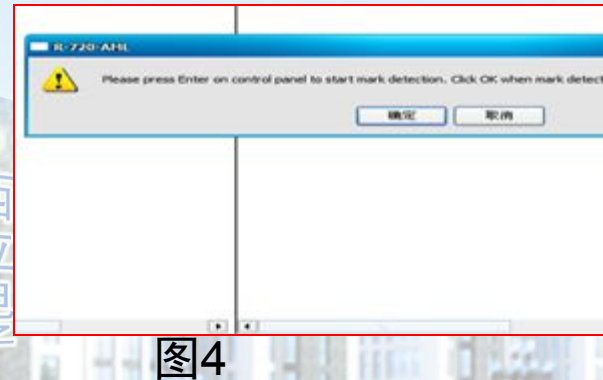 R-720-AHL
Please press Enter on control panel to start mark detection. Click OK when mark detect
确定
取消
图4